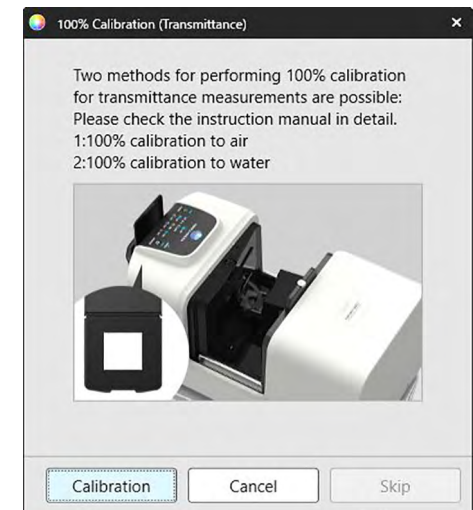 100% Calibration (Transmittance)
Two methods for performing 100% calibration
for transmittance measurements are possible:
Please check the instruction manual in detail.
1:100% calibration to air
2:100% calibration to water
Calibration
Cancel
Skip